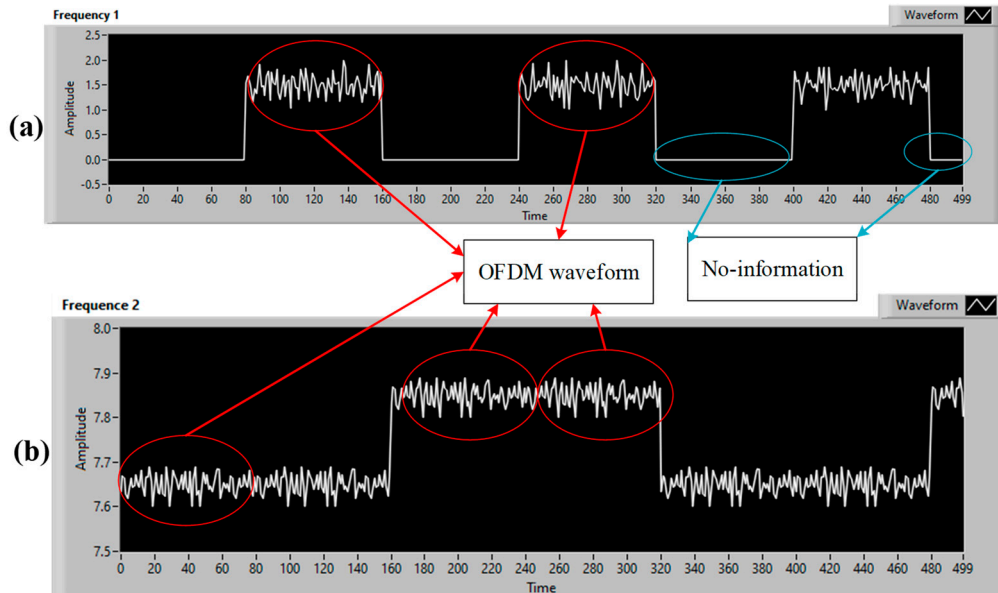 Frequency 1
Waveform
(a)
Amplitude
2.5
2.0
1.5
1.0
0.5
0.0
-0.5
0 20 40 60 80 100 120 140 160 180 200 220 240 260 280 300 320 340 360 380 400 420 440 460 480 499
Time
OFDM waveform
No-information
Frequence 2
Waveform
(b)
Amplitude
8.0
7.9
7.8
7.7
7.6
7.5
0 20 40 60 80 100 120 140 160 180 200 220 240 260 280 300 320 340 360 380 400 420 440 460 480 499
Time